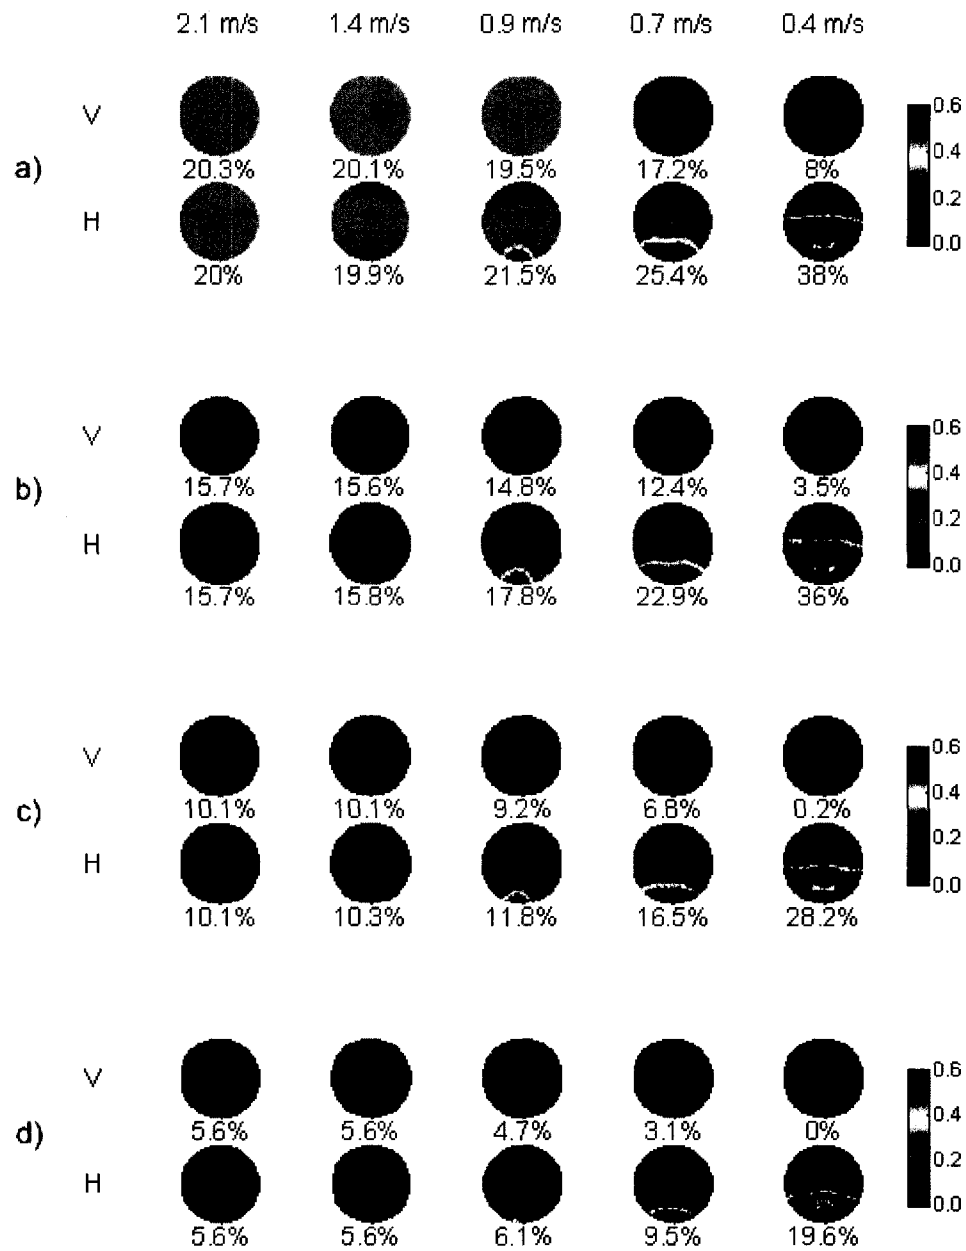 2.1 m/s 1.4 m/s 0.9 m/s 0.7 m/s 0.4 m/s
a)
V
20.3% 20.1% 19.5% 17.2% 8%
H
20% 19.9% 21.5% 25.4% 38%
0.6
0.4
0.2
0.0
b)
V
15.7% 15.6% 14.8% 12.4% 3.5%
H
15.7% 15.8% 17.8% 22.9% 36%
0.6
0.4
0.2
0.0
c)
V
10.1% 10.1% 9.2% 6.8% 0.2%
H
10.1% 10.3% 11.8% 16.5% 28.2%
0.6
0.4
0.2
0.0
d)
V
5.6% 5.6% 4.7% 3.1% 0%
H
5.6% 5.6% 6.1% 9.5% 19.6%
0.6
0.4
0.2
0.0